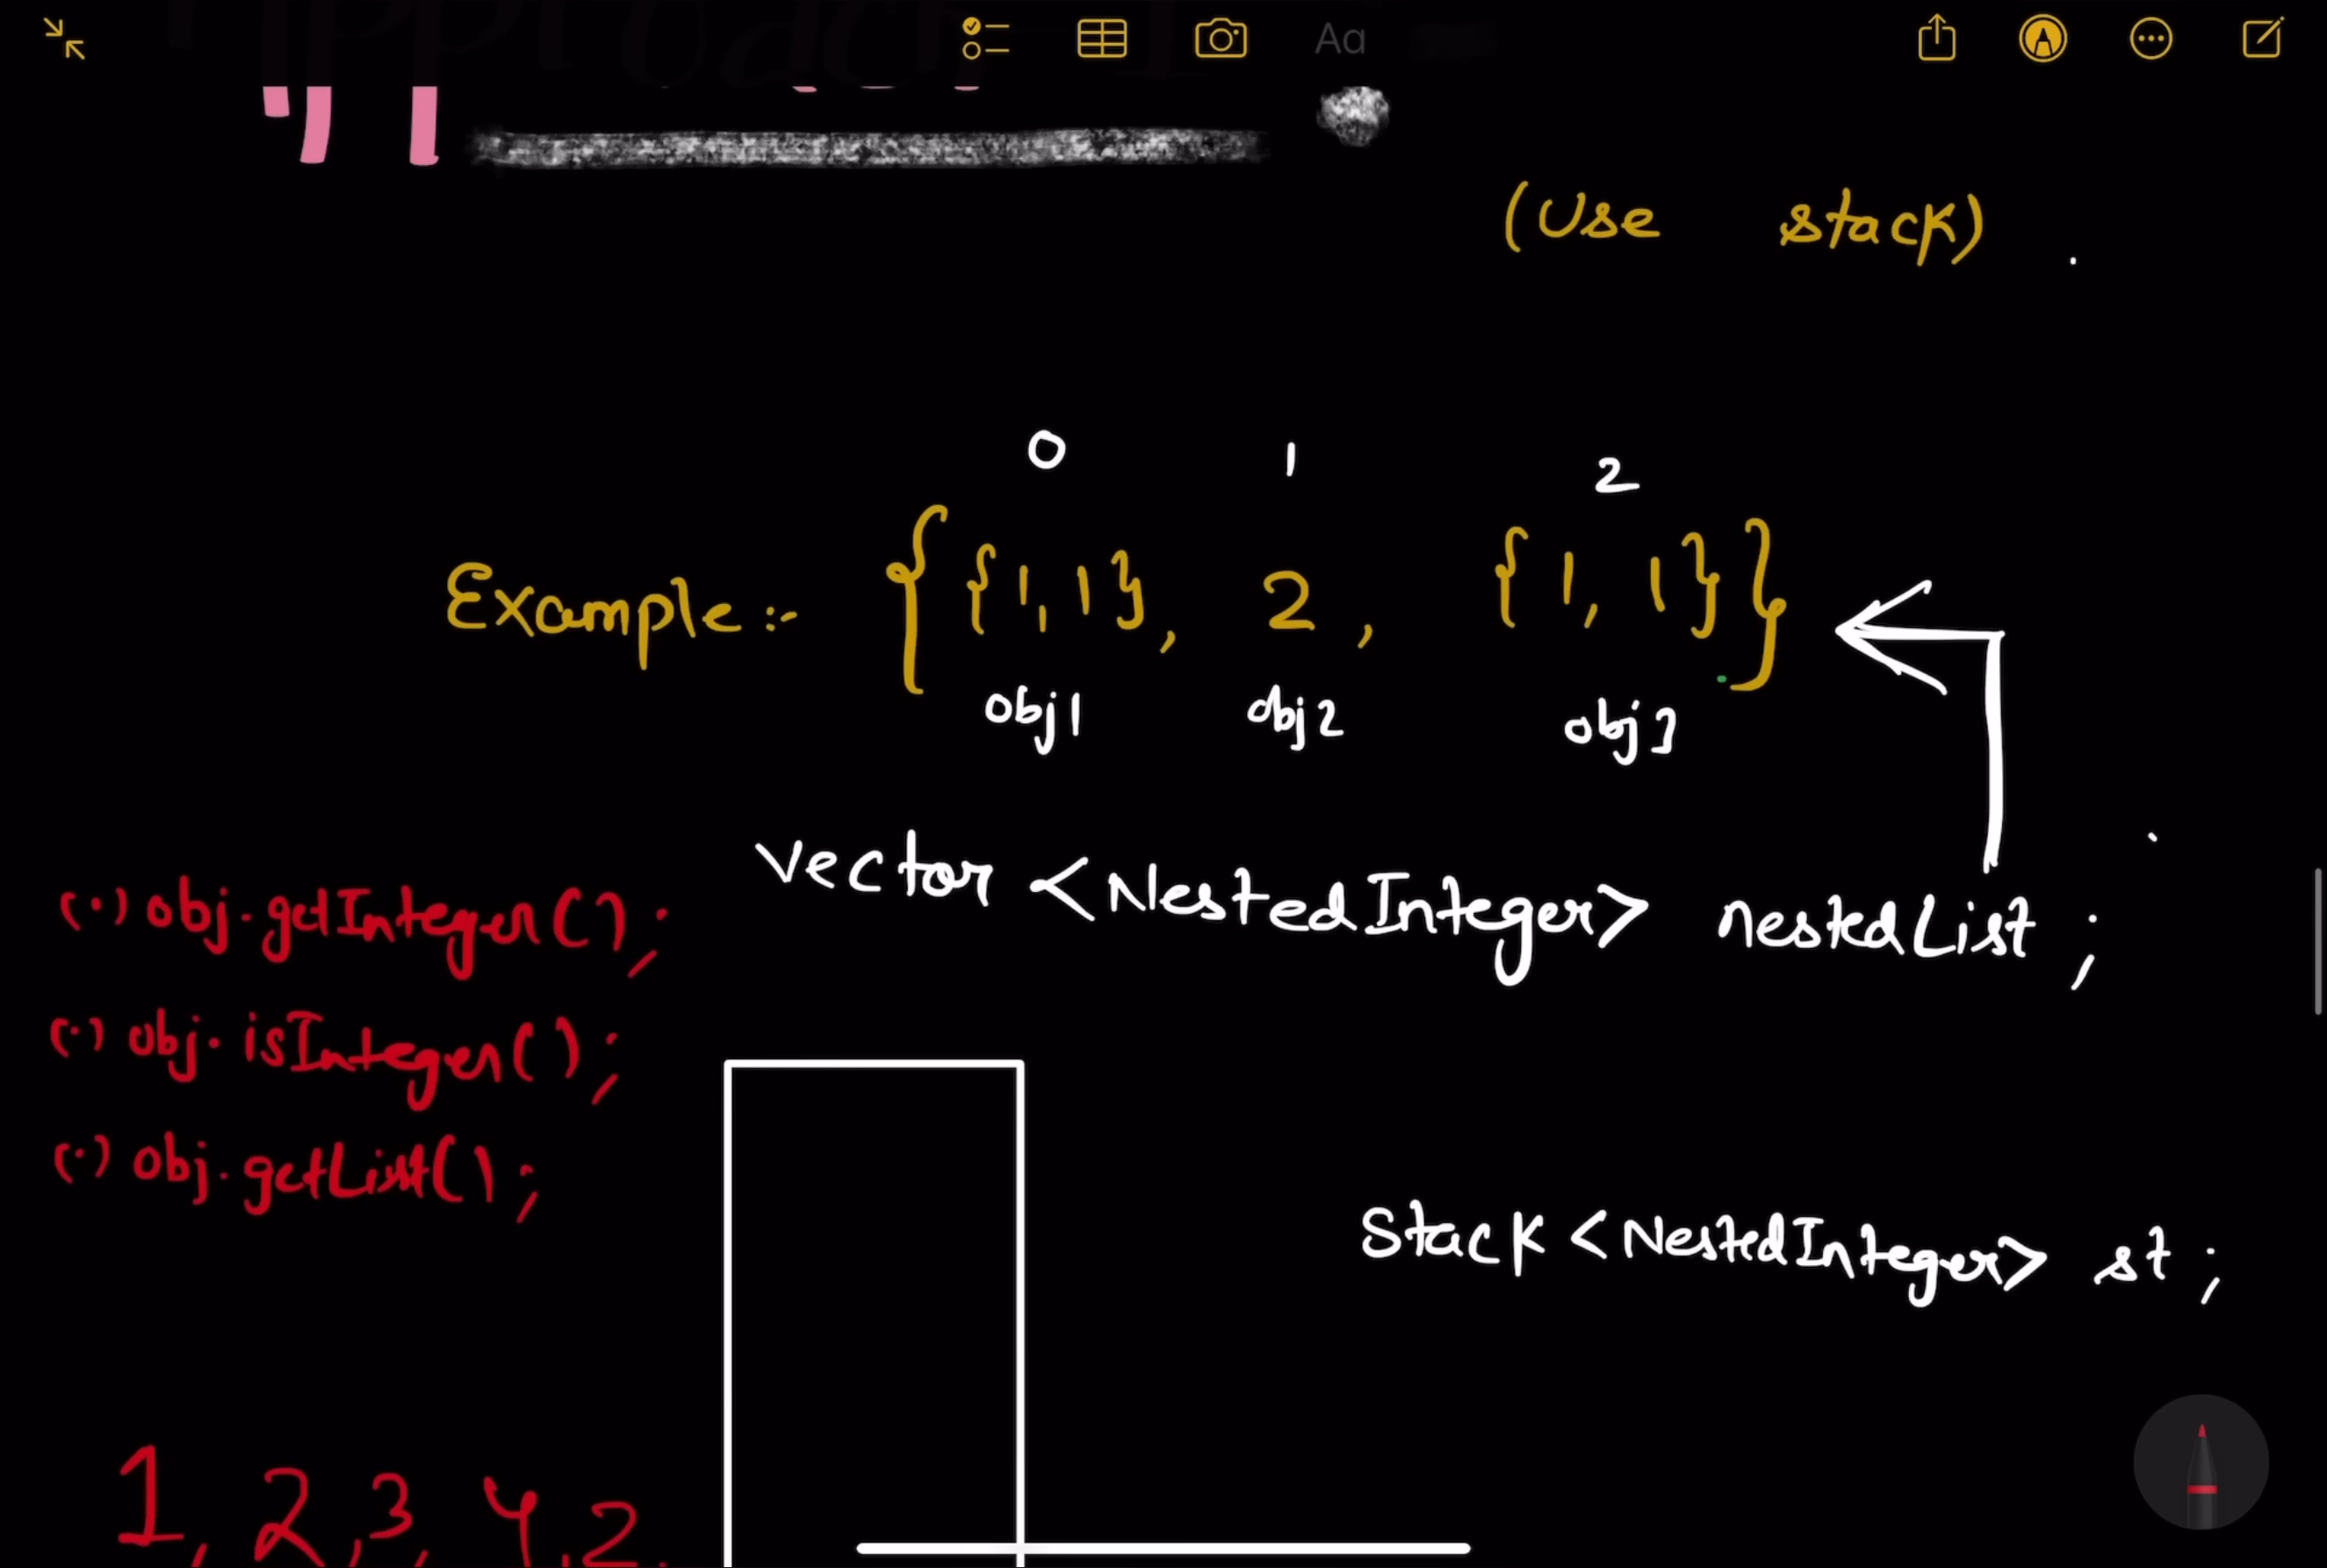 Aa
(Use stack)
0 1 2
Example:- { {1,1}, 2, {1, 1} }
obj1 obj2 obj3
vector <NestedInteger> nestedList ;
(·) obj.getInteger();
(·) obj.isInteger();
(·) obj.getList();
Stack <NestedInteger> st ;
1, 2, 3, 4, 2,